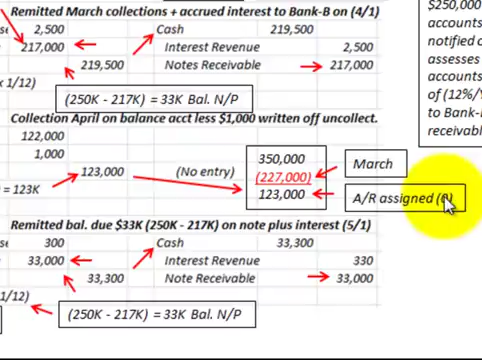 Remitted March collections + accrued interest to Bank-B on (4/1)
2,500 Cash 219,500
217,000 Interest Revenue 2,500
219,500 Notes Receivable 217,000
x 1/12)
(250K - 217K) = 33K Bal. N/P
Collection April on balance acct less $1,000 written off uncollect.
122,000
1,000 350,000 March
123,000 (No entry) (227,000)
= 123K 123,000 A/R assigned
Remitted bal. due $33K (250K - 217K) on note plus interest (5/1)
300 Cash 33,300
33,000 Interest Revenue 330
33,300 Note Receivable 33,000
1/12)
(250K - 217K) = 33K Bal. N/P
$250,000
accounts
notified
assesses
accounts
of (12%/
to Bank-
receivabl